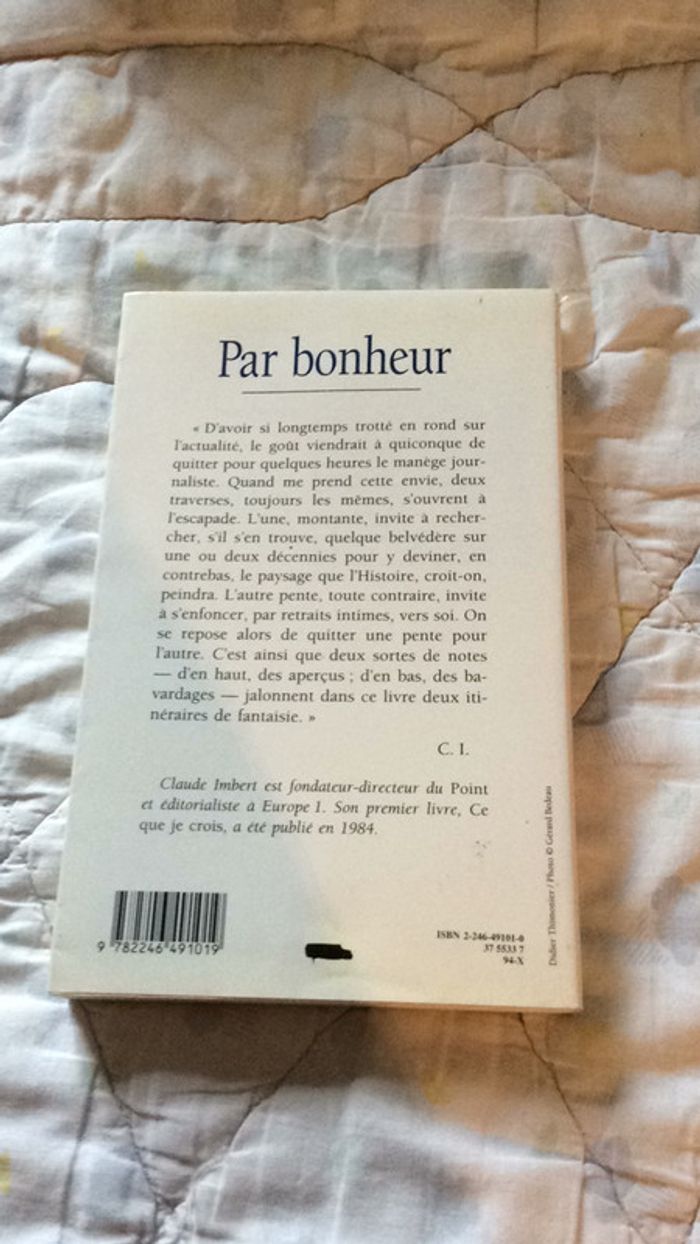 Par bonheur
« D'avoir si longtemps trotté en rond sur
l'actualité, le goût viendrait à quiconque de
quitter pour quelques heures le manège jour-
naliste. Quand me prend cette envie, deux
traverses, toujours les mêmes, s'ouvrent à
l'escapade. L'une, montante, invite à recher-
cher, s'il s'en trouve, quelque belvédère sur
une ou deux décennies pour y deviner, en
contrebas, le paysage que l'Histoire, croit-on,
peindra. L'autre pente, toute contraire, invite
à s'enfoncer, par retraits intimes, vers soi. On
se repose alors de quitter une pente pour
l'autre. C'est ainsi que deux sortes de notes
— d'en haut, des aperçus ; d'en bas, des ba-
vardages — jalonnent dans ce livre deux iti-
néraires de fantaisie. »
C. I.
Claude Imbert est fondateur-directeur du Point
et éditorialiste à Europe 1. Son premier livre, Ce
que je crois, a été publié en 1984.
9 782246 491019
ISBN 2-246-49101-0
37 5533 7
94-X
Didier Thimonier / Photo © Gérard Bedeau